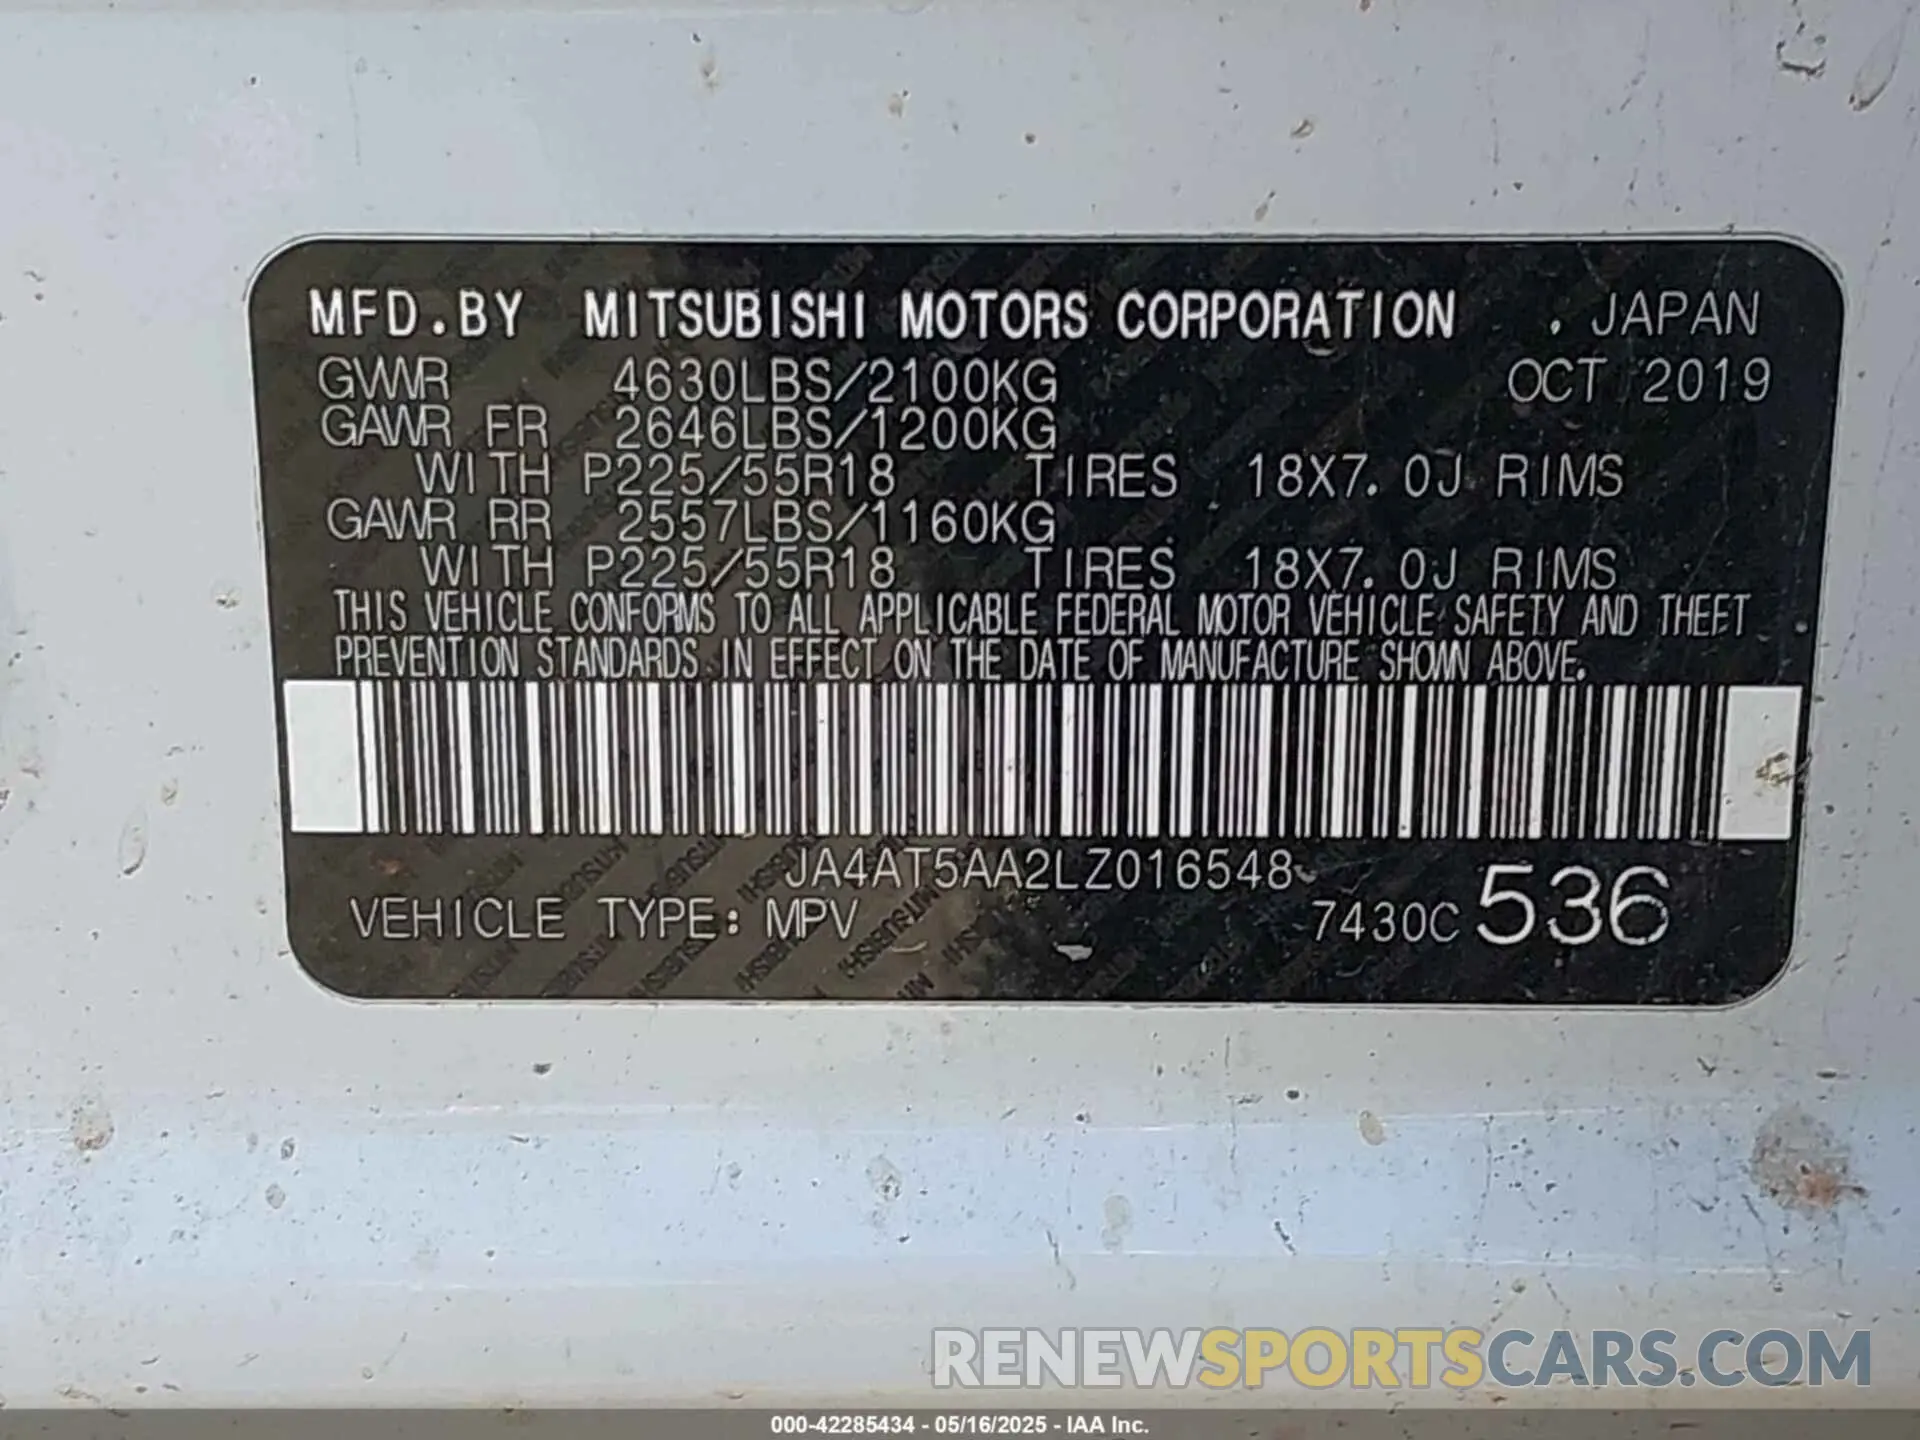 MFD.BY MITSUBISHI MOTORS CORPORATION , JAPAN
GVWR 4630LBS/2100KG OCT 2019
GAWR FR 2646LBS/1200KG
WITH P225/55R18 TIRES 18X7.0J RIMS
GAWR RR 2557LBS/1160KG
WITH P225/55R18 TIRES 18X7.0J RIMS
THIS VEHICLE CONFORMS TO ALL APPLICABLE FEDERAL MOTOR VEHICLE SAFETY AND THEFT
PREVENTION STANDARDS IN EFFECT ON THE DATE OF MANUFACTURE SHOWN ABOVE.
JA4AT5AA2LZ016548
VEHICLE TYPE: MPV 7430C 536
RENEWSPORTSCARS.COM
000-42285434 - 05/16/2025 - IAA Inc.